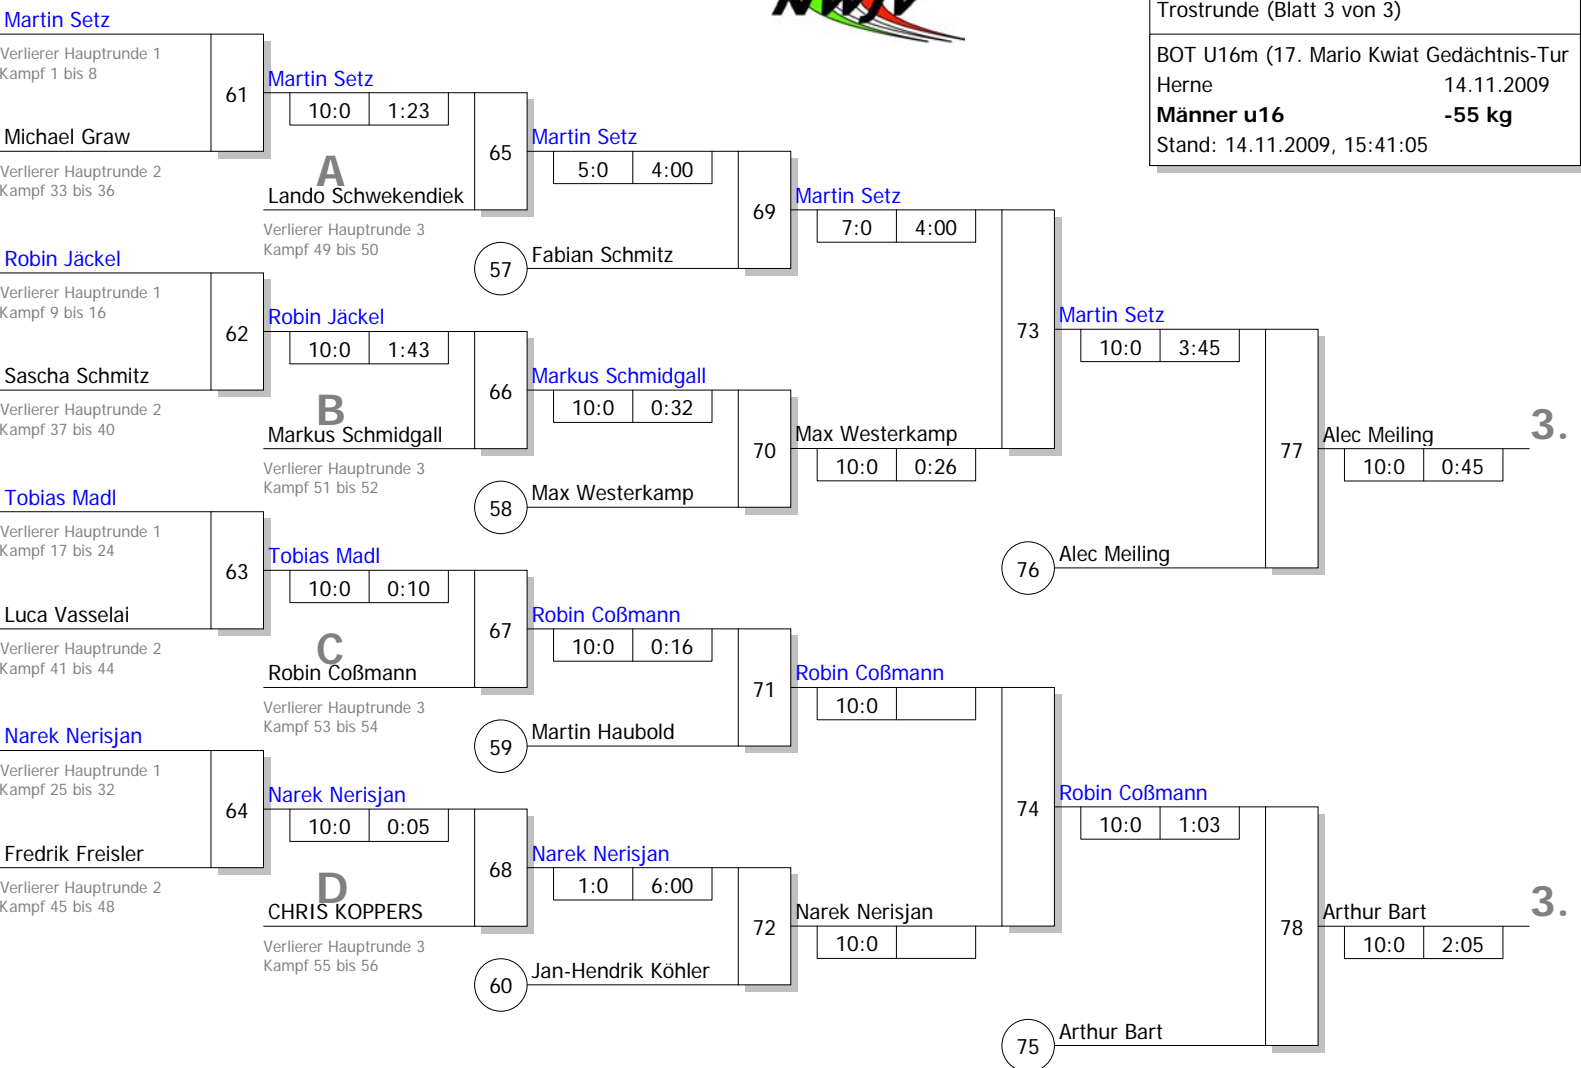 NWJV
Trostrunde (Blatt 3 von 3)
BOT U16m (17. Mario Kwiat Gedächtnis-Tur
Herne 14.11.2009
Männer u16 -55 kg
Stand: 14.11.2009, 15:41:05
Martin Setz
Verlierer Hauptrunde 1
Kampf 1 bis 8
61
Michael Graw
Verlierer Hauptrunde 2
Kampf 33 bis 36
Robin Jäckel
Verlierer Hauptrunde 1
Kampf 9 bis 16
62
Sascha Schmitz
Verlierer Hauptrunde 2
Kampf 37 bis 40
Tobias Madl
Verlierer Hauptrunde 1
Kampf 17 bis 24
63
Luca Vasselai
Verlierer Hauptrunde 2
Kampf 41 bis 44
Narek Nerisjan
Verlierer Hauptrunde 1
Kampf 25 bis 32
64
Fredrik Freisler
Verlierer Hauptrunde 2
Kampf 45 bis 48
Martin Setz
10:0 1:23
A
65
Lando Schwekendiek
Verlierer Hauptrunde 3
Kampf 49 bis 50
Robin Jäckel
10:0 1:43
B
66
Markus Schmidgall
Verlierer Hauptrunde 3
Kampf 51 bis 52
Tobias Madl
10:0 0:10
C
67
Robin Coßmann
Verlierer Hauptrunde 3
Kampf 53 bis 54
Narek Nerisjan
10:0 0:05
D
68
CHRIS KOPPERS
Verlierer Hauptrunde 3
Kampf 55 bis 56
Martin Setz
5:0 4:00
69
57 Fabian Schmitz
Markus Schmidgall
10:0 0:32
70
58 Max Westerkamp
Robin Coßmann
10:0 0:16
71
59 Martin Haubold
Narek Nerisjan
1:0 6:00
72
60 Jan-Hendrik Köhler
Martin Setz
7:0 4:00
73
Max Westerkamp
10:0 0:26
Robin Coßmann
10:0
74
Narek Nerisjan
10:0
Martin Setz
10:0 3:45
77
76 Alec Meiling
Robin Coßmann
10:0 1:03
78
75 Arthur Bart
Alec Meiling 3.
10:0 0:45
Arthur Bart 3.
10:0 2:05